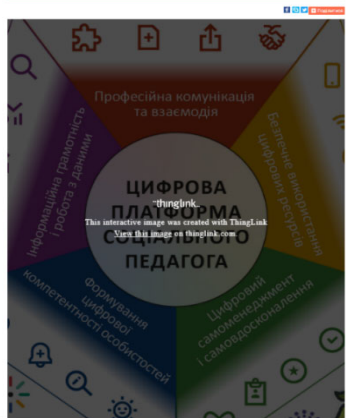 Професійна комунікація
та взаємодія
Інформаційна грамотність
і робота з даними
Безпечне використання
цифрових ресурсів
ЦИФРОВА
ПЛАТФОРМА
СОЦІАЛЬНОГО
ПЕДАГОГА
thinglink..
This interactive image was created with ThingLink
View this image on thinglink.com
Формування
цифрової
компетентності особистостей
Цифровий
самоменеджмент
і самовдосконалення